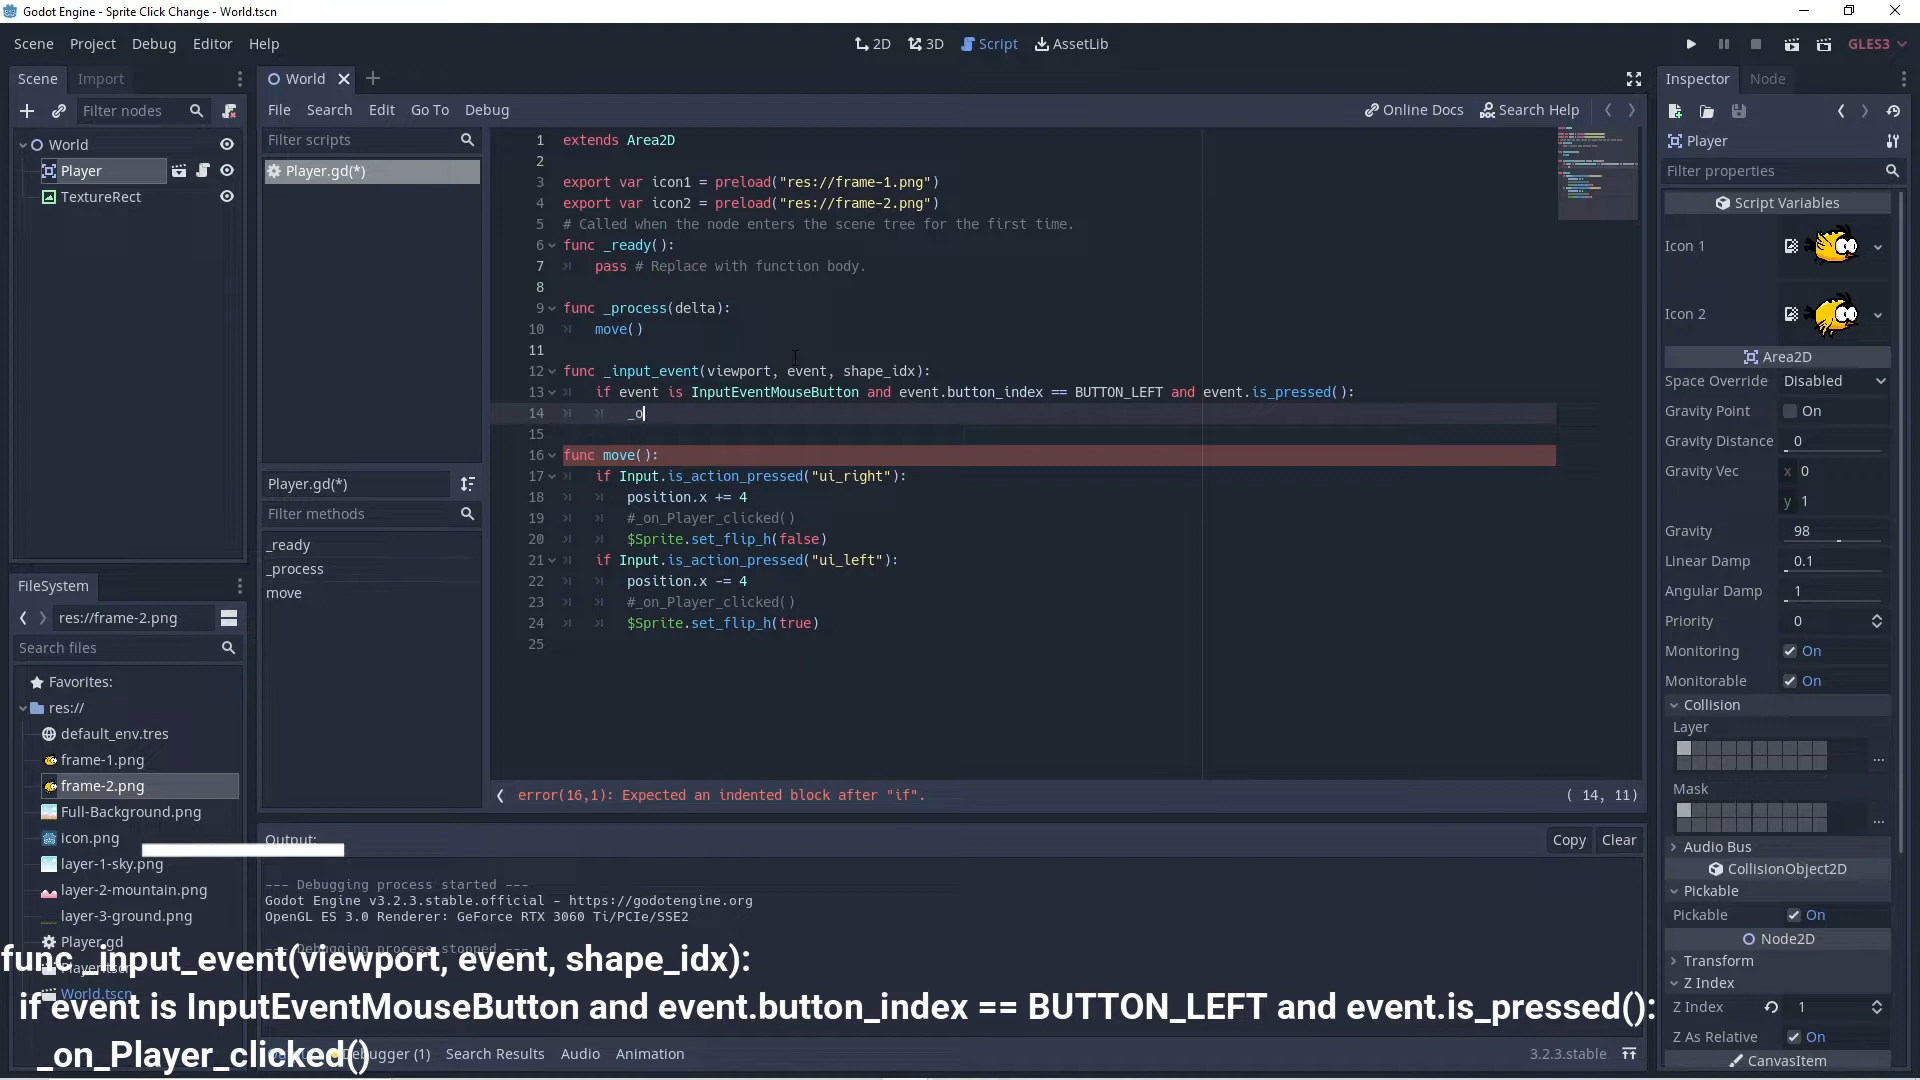 Godot Engine - Sprite Click Change - World.tscn
Scene Project Debug Editor Help
2D 3D Script AssetLib
GLES3
Scene Import
World
Inspector Node
Filter nodes
File Search Edit Go To Debug
Online Docs Search Help
World
Player
TextureRect
Filter scripts
Player.gd(*)
Player.gd(*)
Filter methods
_ready
_process
move
1 extends Area2D
2
3 export var icon1 = preload("res://frame-1.png")
4 export var icon2 = preload("res://frame-2.png")
5 # Called when the node enters the scene tree for the first time.
6 func _ready():
7 pass # Replace with function body.
8
9 func _process(delta):
10 move()
11
12 func _input_event(viewport, event, shape_idx):
13 if event is InputEventMouseButton and event.button_index == BUTTON_LEFT and event.is_pressed():
14 _o
15
16 func move():
17 if Input.is_action_pressed("ui_right"):
18 position.x += 4
19 #_on_Player_clicked()
20 $Sprite.set_flip_h(false)
21 if Input.is_action_pressed("ui_left"):
22 position.x -= 4
23 #_on_Player_clicked()
24 $Sprite.set_flip_h(true)
25
error(16,1): Expected an indented block after "if".
( 14, 11)
Player
Filter properties
Script Variables
Icon 1
Icon 2
Area2D
Space Override Disabled
Gravity Point On
Gravity Distance 0
Gravity Vec x 0
y 1
Gravity 98
Linear Damp 0.1
Angular Damp 1
Priority 0
Monitoring On
Monitorable On
Collision
Layer
...
Mask
...
Audio Bus
CollisionObject2D
Pickable
Pickable On
Node2D
Transform
Z Index
Z Index 1
Z As Relative On
CanvasItem
FileSystem
res://frame-2.png
Search files
Favorites:
res://
default_env.tres
frame-1.png
frame-2.png
Full-Background.png
icon.png
layer-1-sky.png
layer-2-mountain.png
layer-3-ground.png
Player.gd
Player.tscn
World.tscn
Output:
Copy Clear
--- Debugging process started ---
Godot Engine v3.2.3.stable.official - https://godotengine.org
OpenGL ES 3.0 Renderer: GeForce RTX 3060 Ti/PCIe/SSE2
--- Debugging process stopped ---
Debugger (1) Search Results Audio Animation
3.2.3.stable
func _input_event(viewport, event, shape_idx):
if event is InputEventMouseButton and event.button_index == BUTTON_LEFT and event.is_pressed():
_on_Player_clicked()